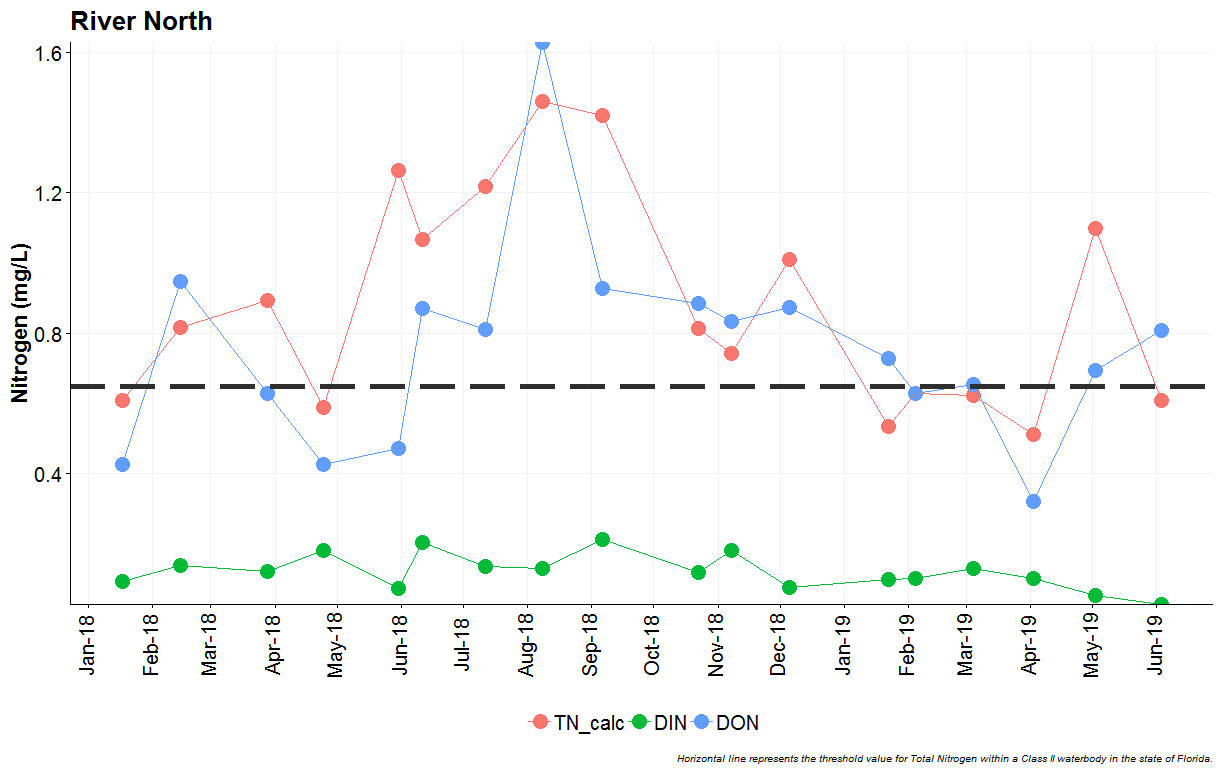 River North
Nitrogen (mg/L)
1.6
1.2
0.8
0.4
Jan-18 Feb-18 Mar-18 Apr-18 May-18 Jun-18 Jul-18 Aug-18 Sep-18 Oct-18 Nov-18 Dec-18 Jan-19 Feb-19 Mar-19 Apr-19 May-19 Jun-19
TN_calc DIN DON
Horizontal line represents the threshold value for Total Nitrogen within a Class II waterbody in the state of Florida.